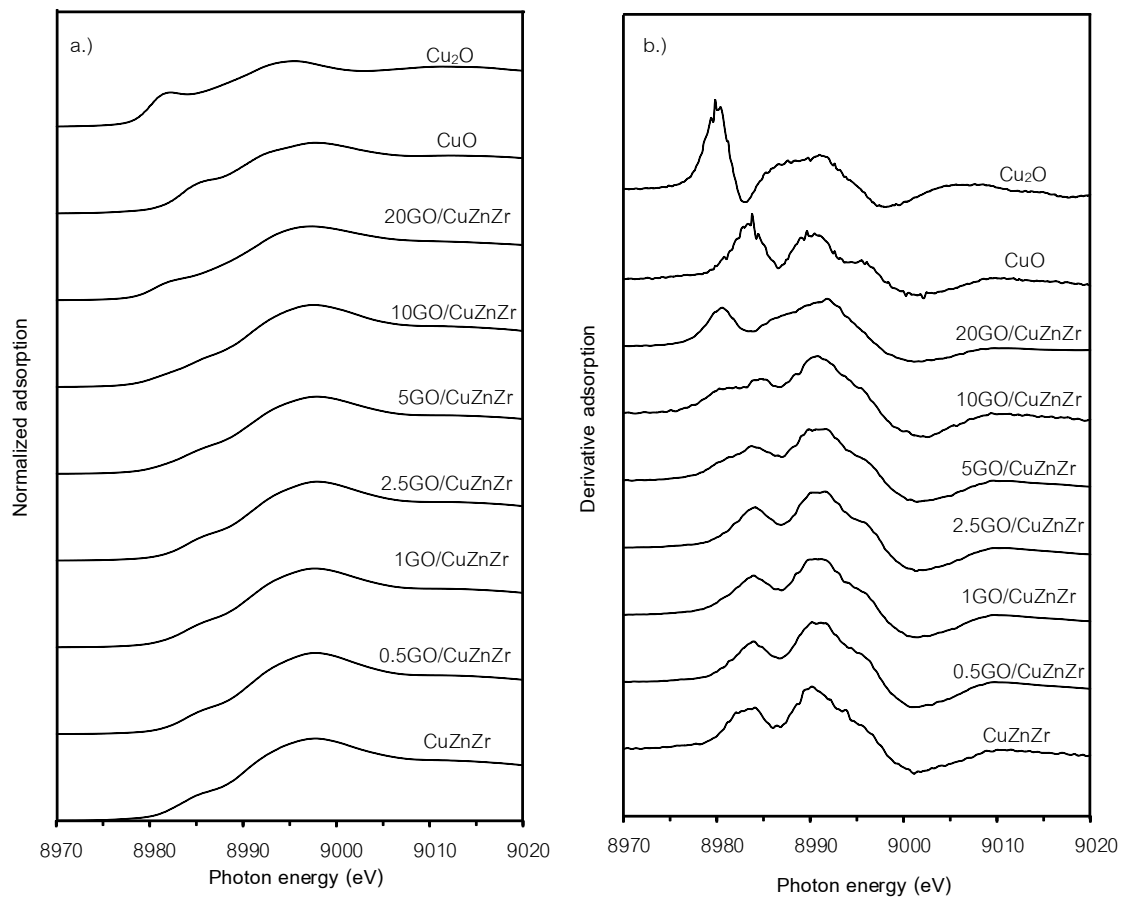 a.)
Cu₂O
CuO
20GO/CuZnZr
10GO/CuZnZr
5GO/CuZnZr
2.5GO/CuZnZr
1GO/CuZnZr
0.5GO/CuZnZr
CuZnZr
Normalized adsorption
8970 8980 8990 9000 9010 9020
Photon energy (eV)
b.)
Cu₂O
CuO
20GO/CuZnZr
10GO/CuZnZr
5GO/CuZnZr
2.5GO/CuZnZr
1GO/CuZnZr
0.5GO/CuZnZr
CuZnZr
Derivative adsorption
8970 8980 8990 9000 9010 9020
Photon energy (eV)